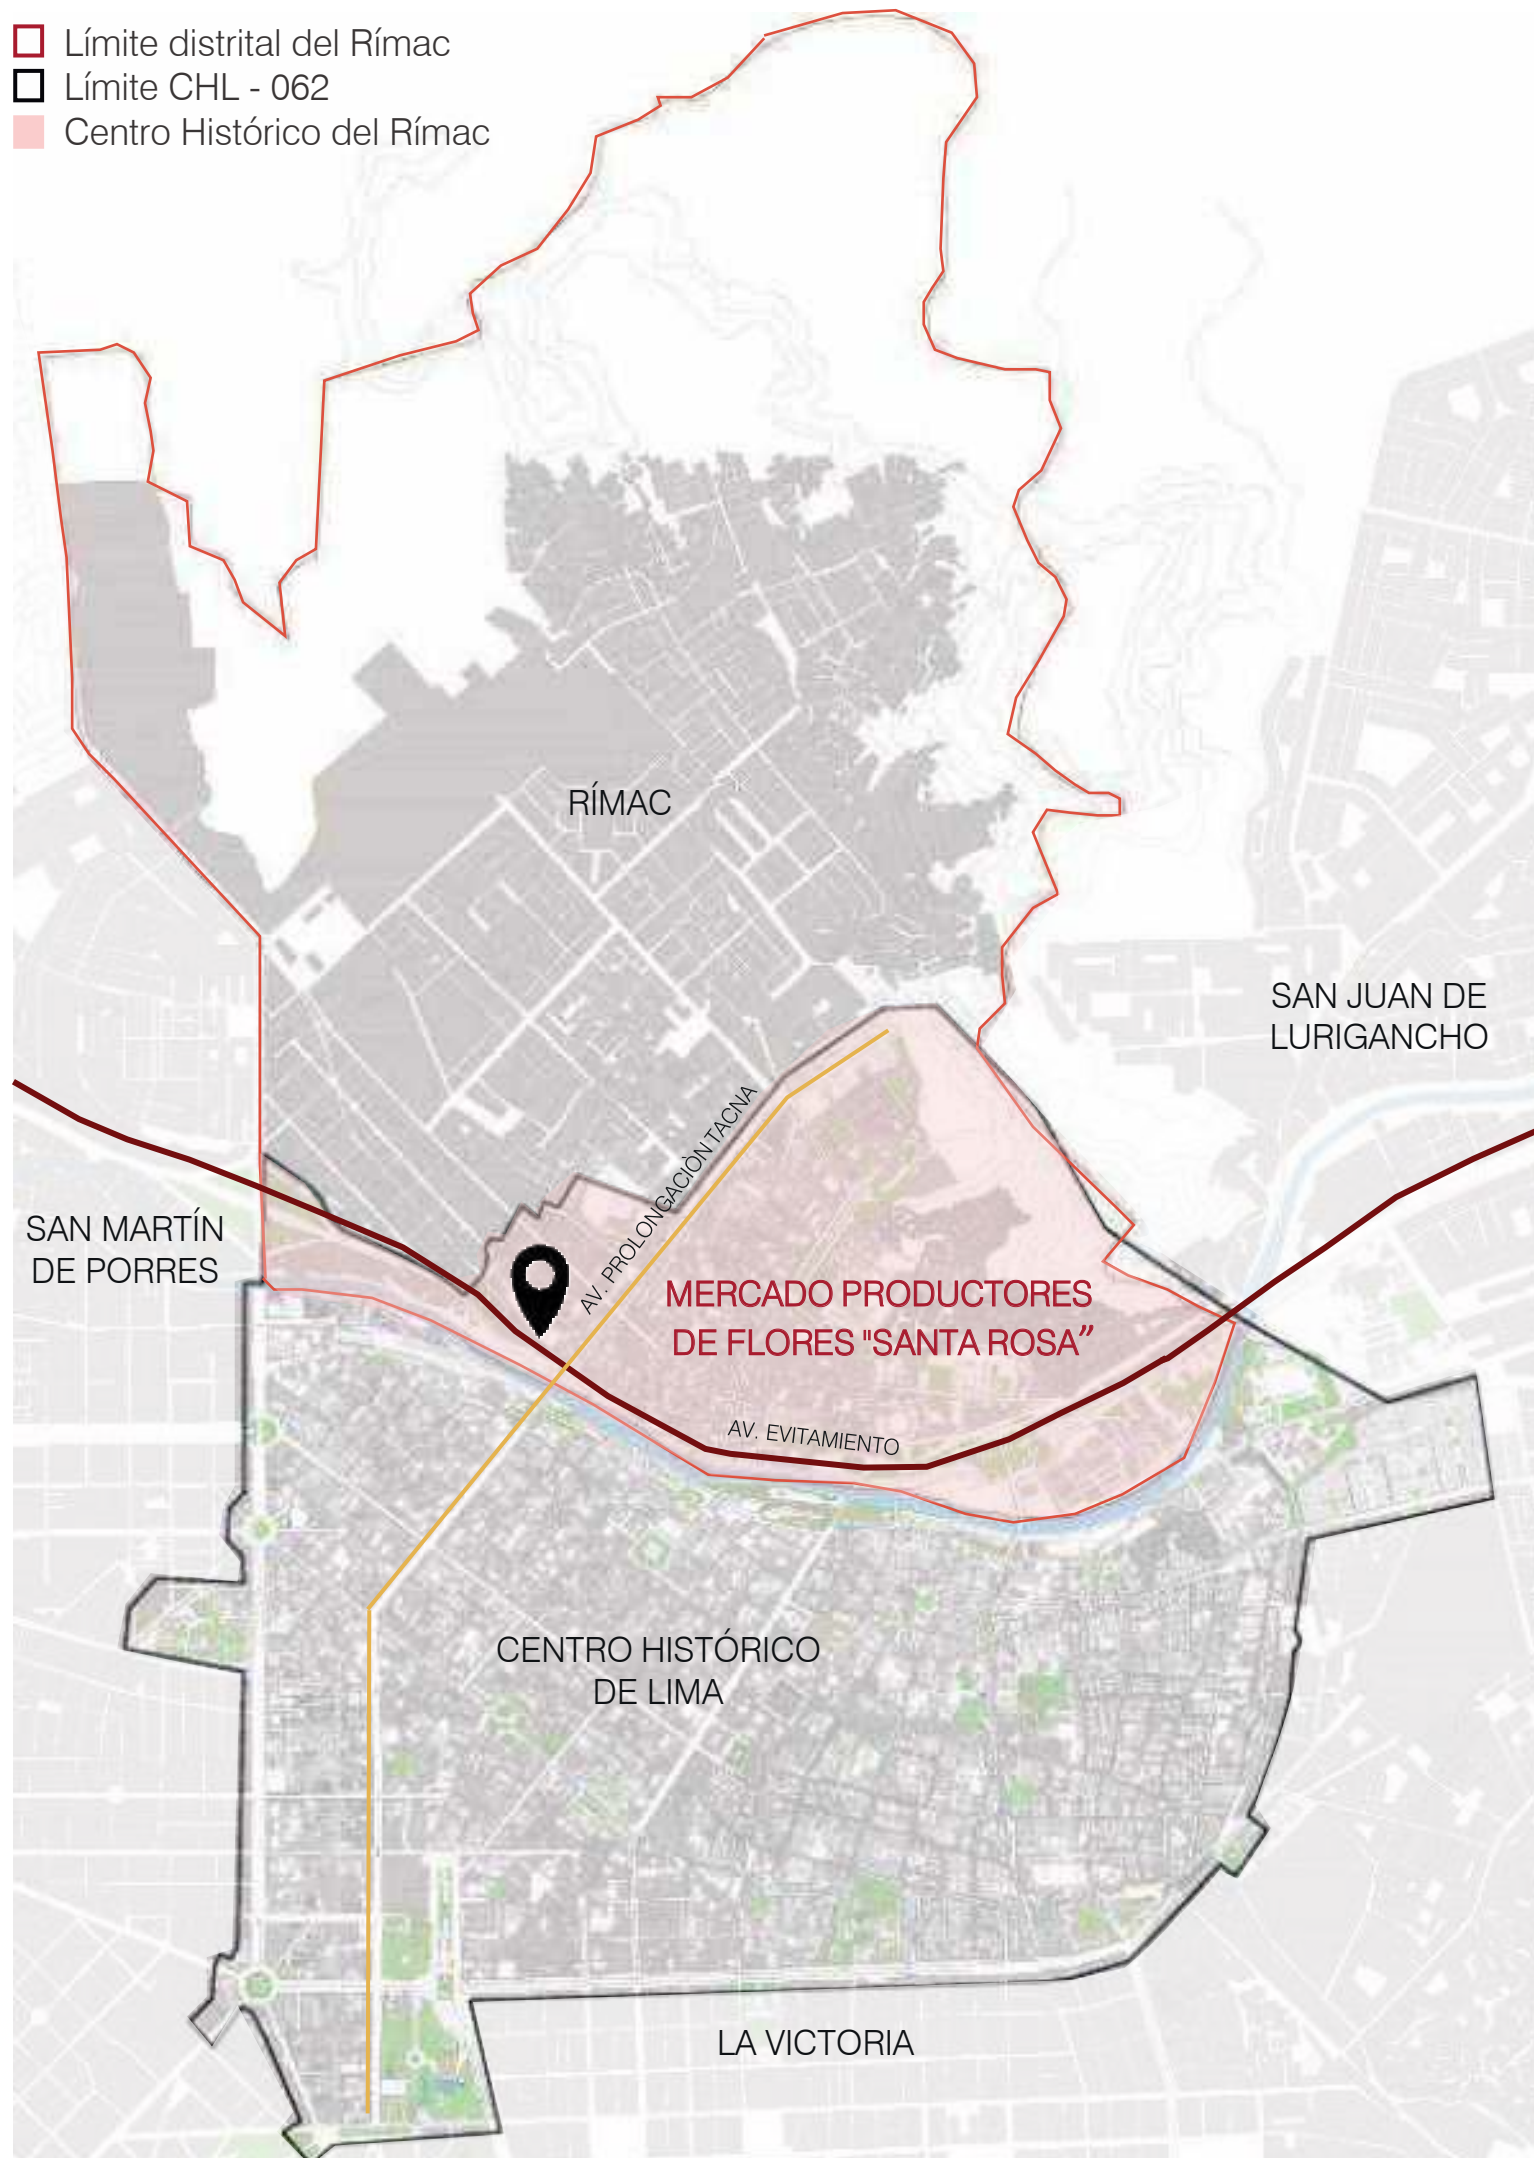 Límite distrital del Rímac
Límite CHL - 062
Centro Histórico del Rímac
RÍMAC
SAN JUAN DE
LURIGANCHO
AV. PROLONGACIÒN TACNA
SAN MARTÍN
DE PORRES
MERCADO PRODUCTORES
DE FLORES "SANTA ROSA”
AV. EVITAMIENTO
CENTRO HISTÓRICO
DE LIMA
LA VICTORIA